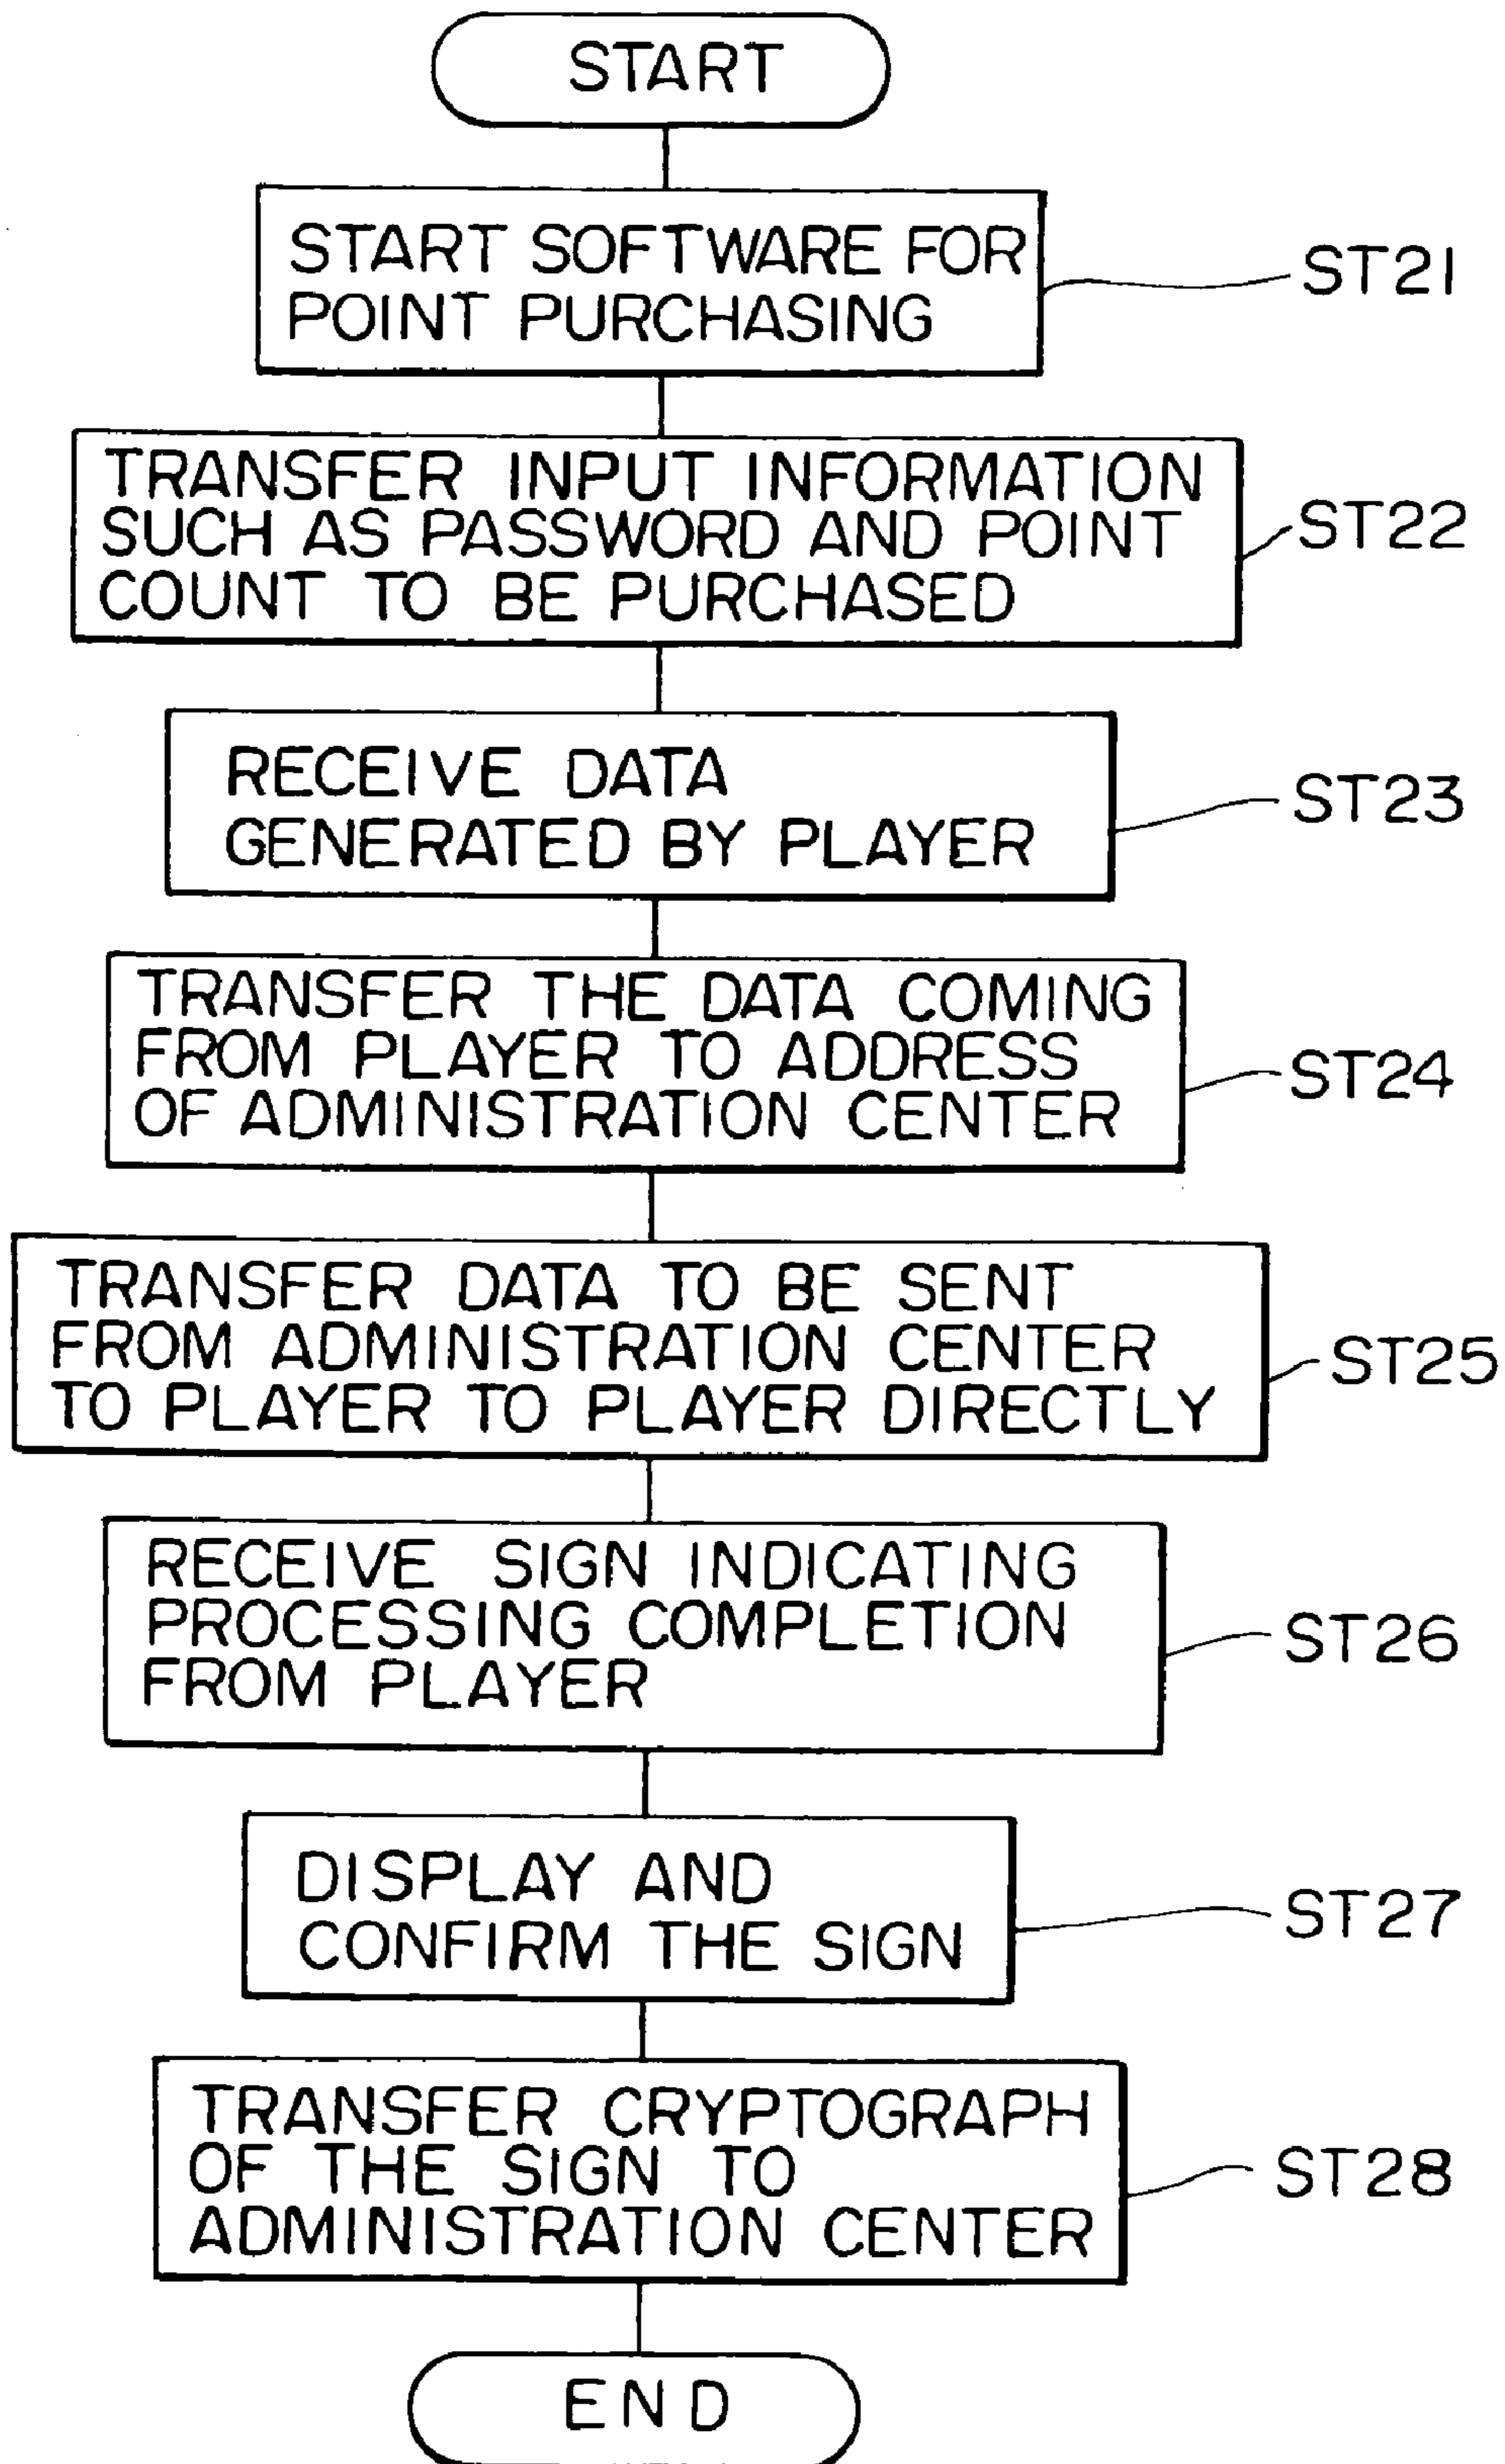 START
START SOFTWARE FOR
POINT PURCHASING
ST21
TRANSFER INPUT INFORMATION
SUCH AS PASSWORD AND POINT
COUNT TO BE PURCHASED
ST22
RECEIVE DATA
GENERATED BY PLAYER
ST23
TRANSFER THE DATA COMING
FROM PLAYER TO ADDRESS
OF ADMINISTRATION CENTER
ST24
TRANSFER DATA TO BE SENT
FROM ADMINISTRATION CENTER
TO PLAYER TO PLAYER DIRECTLY
ST25
RECEIVE SIGN INDICATING
PROCESSING COMPLETION
FROM PLAYER
ST26
DISPLAY AND
CONFIRM THE SIGN
ST27
TRANSFER CRYPTOGRAPH
OF THE SIGN TO
ADMINISTRATION CENTER
ST28
END